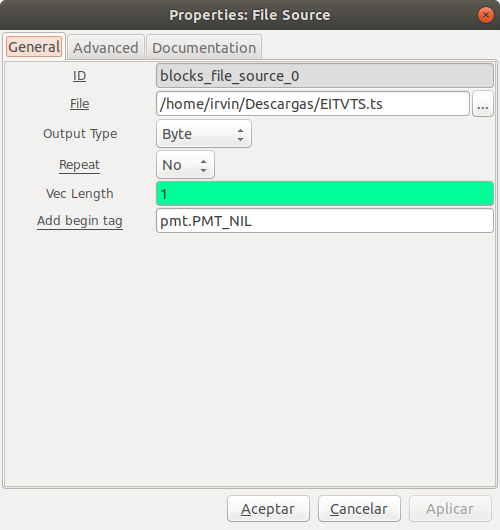 Properties: File Source
General Advanced Documentation
ID blocks_file_source_0
File /home/irvin/Descargas/EITVTS.ts ...
Output Type Byte
Repeat No
Vec Length 1
Add begin tag pmt.PMT_NIL
Aceptar Cancelar Aplicar